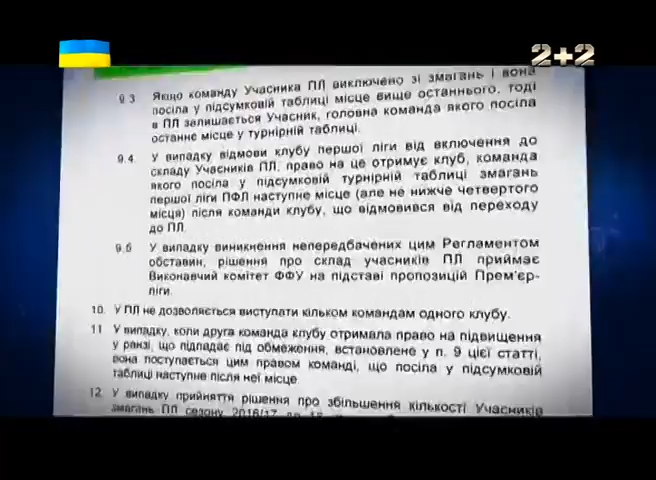 2+2
9.3 Якщо команду Учасника ПЛ виключено зі змагань і вона
посіла у підсумковій таблиці місце вище останнього, тоді
в ПЛ залишається Учасник, головна команда якого посіла
останнє місце у турнірній таблиці.
9.4. У випадку відмови клубу першої ліги від включення до
складу Учасників ПЛ, право на це отримує клуб, команда
якого посіла у підсумковій турнірній таблиці змагань
першої ліги ПФЛ наступне місце (але не нижче четвертого
місця) після команди клубу, що відмовився від переходу
до ПЛ.
9.5 У випадку виникнення непередбачених цим Регламентом
обставин, рішення про склад учасників ПЛ приймає
Виконавчий комітет ФФУ на підставі пропозицій Прем'єр-
ліги.
10. У ПЛ не дозволяється виступати кільком командам одного клубу.
11 У випадку, коли друга команда клубу отримала право на підвищення
у ранзі, що підпадає під обмеження, встановлене у п. 9 цієї статті,
вона поступається цим правом команді, що посіла у підсумковій
таблиці наступне після неї місце
12. У випадку прийняття рішення про збільшення кількості Учасників
змагань ПЛ сезону 2016/17